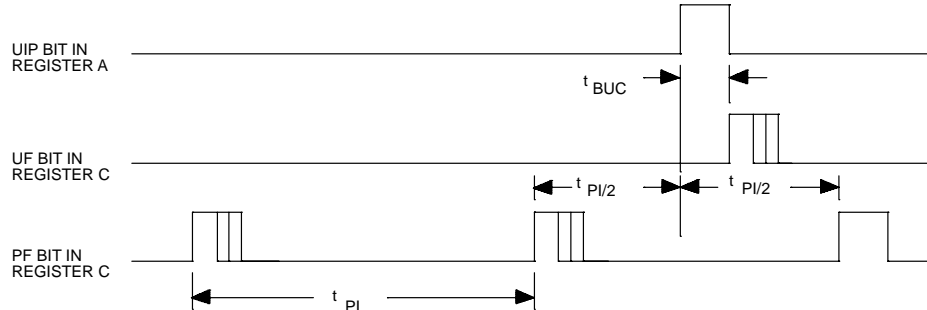 UIP BIT IN
REGISTER A
t BUC
UF BIT IN
REGISTER C
t PI/2
t PI/2
PF BIT IN
REGISTER C
t PI